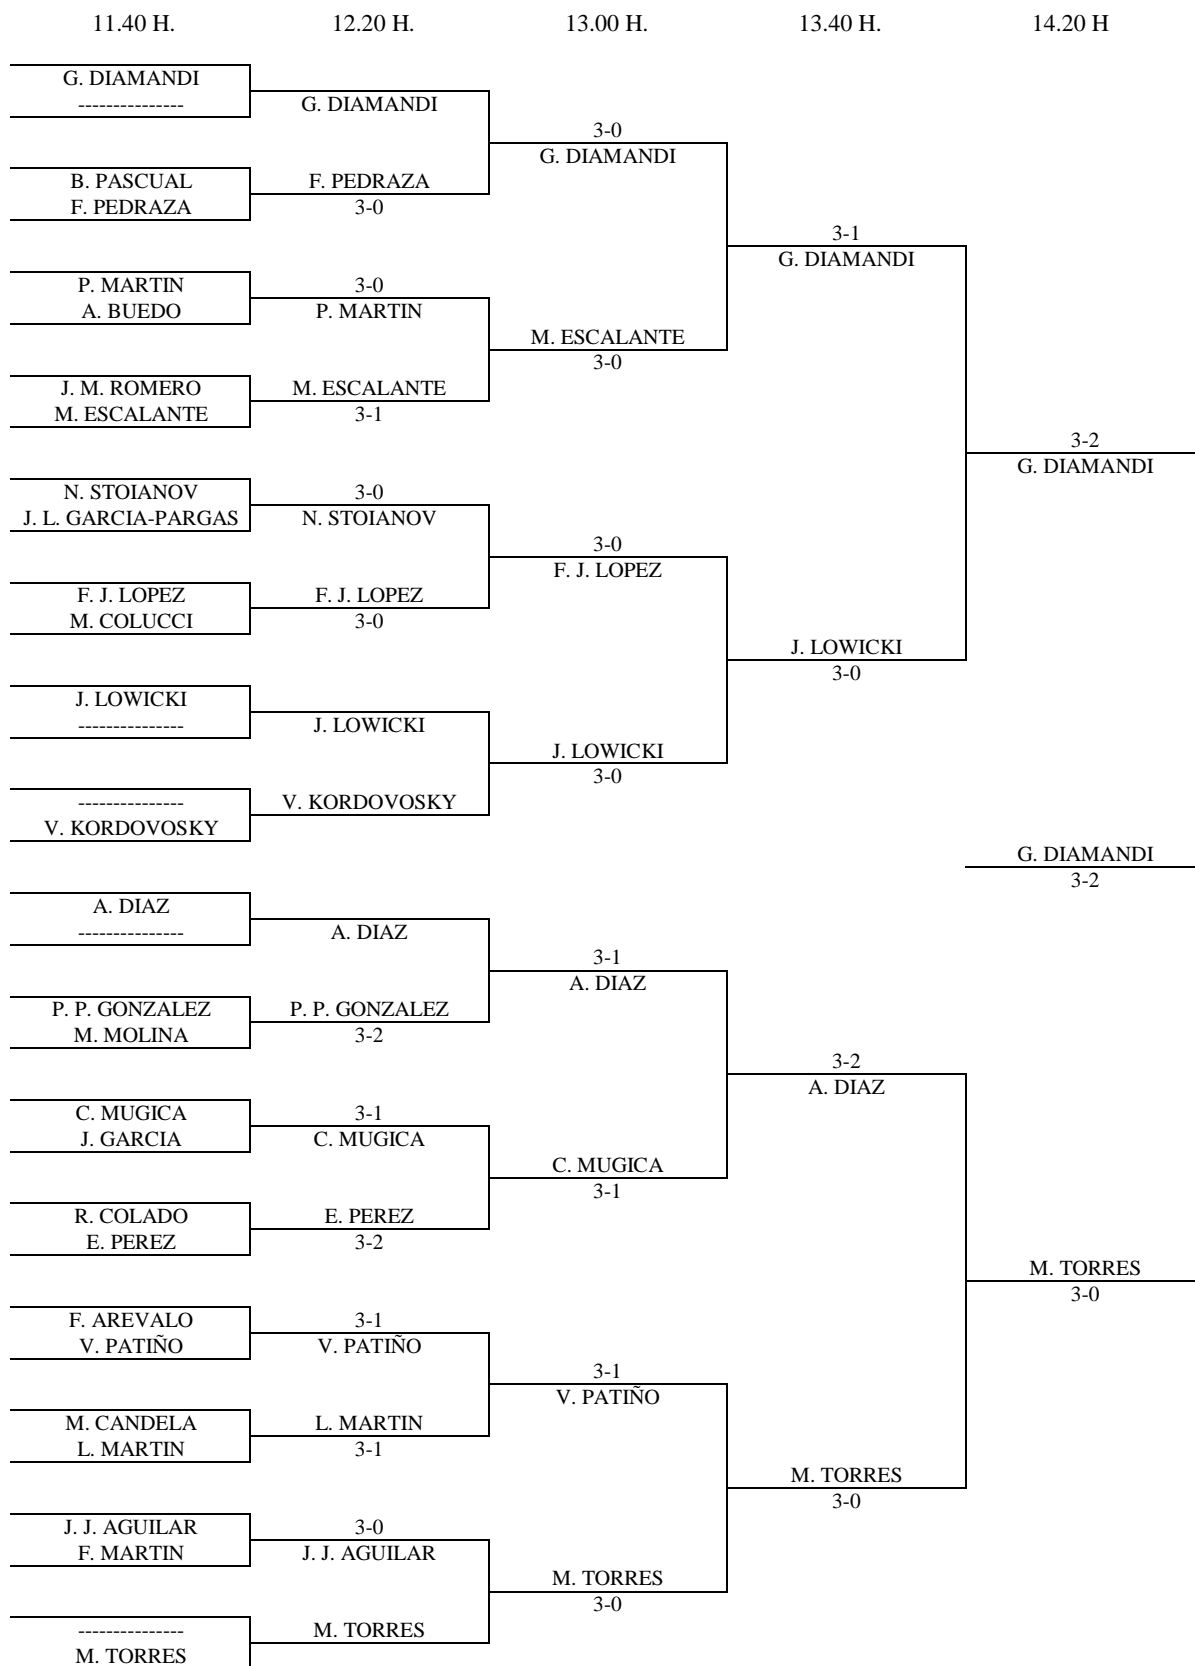 11.40 H. 12.20 H. 13.00 H. 13.40 H. 14.20 H
G. DIAMANDI
---------------
G. DIAMANDI
3-0
G. DIAMANDI
B. PASCUAL
F. PEDRAZA
F. PEDRAZA
3-0
3-1
G. DIAMANDI
P. MARTIN
A. BUEDO
3-0
P. MARTIN
M. ESCALANTE
3-0
J. M. ROMERO
M. ESCALANTE
M. ESCALANTE
3-1
3-2
G. DIAMANDI
N. STOIANOV
J. L. GARCIA-PARGAS
3-0
N. STOIANOV
3-0
F. J. LOPEZ
F. J. LOPEZ
M. COLUCCI
F. J. LOPEZ
3-0
J. LOWICKI
3-0
J. LOWICKI
---------------
J. LOWICKI
J. LOWICKI
3-0
---------------
V. KORDOVOSKY
V. KORDOVOSKY
G. DIAMANDI
3-2
A. DIAZ
---------------
A. DIAZ
3-1
A. DIAZ
P. P. GONZALEZ
M. MOLINA
P. P. GONZALEZ
3-2
3-2
A. DIAZ
C. MUGICA
J. GARCIA
3-1
C. MUGICA
C. MUGICA
3-1
R. COLADO
E. PEREZ
E. PEREZ
3-2
M. TORRES
3-0
F. AREVALO
V. PATIÑO
3-1
V. PATIÑO
3-1
V. PATIÑO
M. CANDELA
L. MARTIN
L. MARTIN
3-1
M. TORRES
3-0
J. J. AGUILAR
F. MARTIN
3-0
J. J. AGUILAR
M. TORRES
3-0
---------------
M. TORRES
M. TORRES